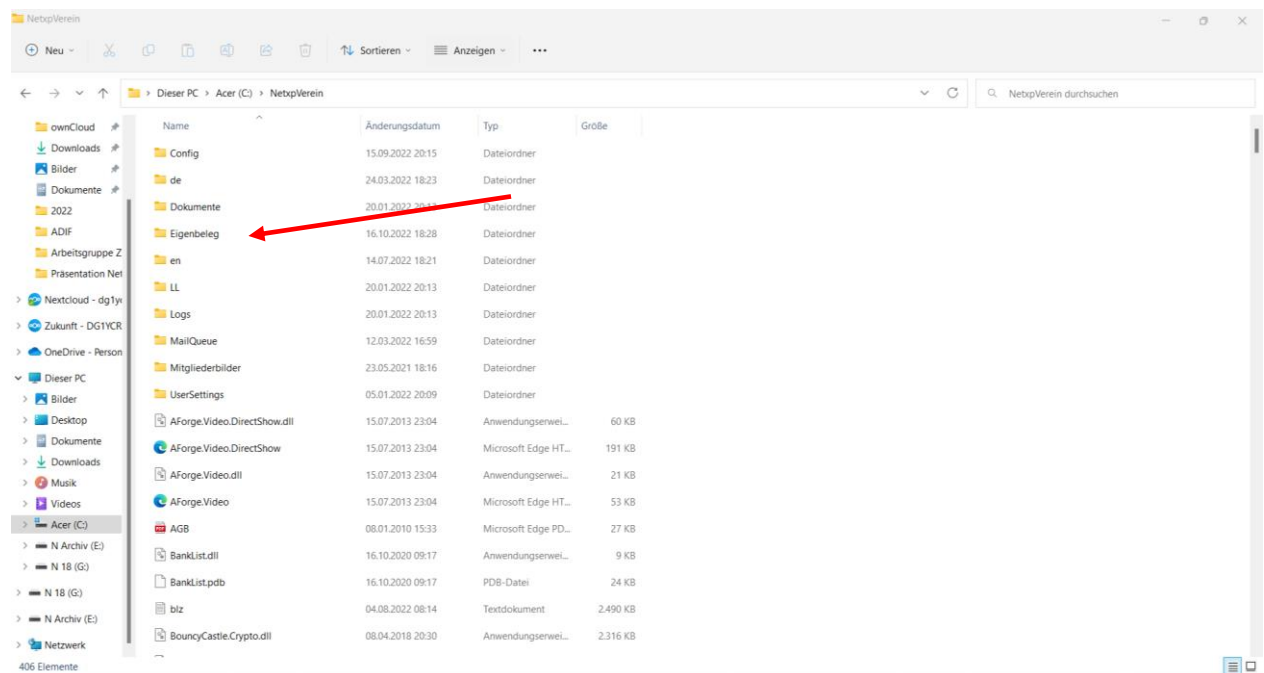 NetxpVerein
Neu
Sortieren
Anzeigen
Dieser PC > Acer (C:) > NetxpVerein
NetxpVerein durchsuchen
ownCloud
Downloads
Bilder
Dokumente
2022
ADIF
Arbeitsgruppe Z
Präsentation Net
Nextcloud - dg1y
Zukunft - DG1YCR
OneDrive - Person
Dieser PC
Bilder
Desktop
Dokumente
Downloads
Musik
Videos
Acer (C:)
N Archiv (E:)
N 18 (G:)
N 18 (G:)
N Archiv (E:)
Netzwerk
Name Änderungsdatum Typ Größe
Config 15.09.2022 20:15 Dateiordner
de 24.03.2022 18:23 Dateiordner
Dokumente 20.01.2022 Dateiordner
Eigenbeleg 16.10.2022 18:28 Dateiordner
en 14.07.2022 18:21 Dateiordner
LL 20.01.2022 20:13 Dateiordner
Logs 20.01.2022 20:13 Dateiordner
MailQueue 12.03.2022 16:59 Dateiordner
Mitgliederbilder 23.05.2021 18:16 Dateiordner
UserSettings 05.01.2022 20:09 Dateiordner
AForge.Video.DirectShow.dll 15.07.2013 23:04 Anwendungserwei... 60 KB
AForge.Video.DirectShow 15.07.2013 23:04 Microsoft Edge HT... 191 KB
AForge.Video.dll 15.07.2013 23:04 Anwendungserwei... 21 KB
AForge.Video 15.07.2013 23:04 Microsoft Edge HT... 53 KB
AGB 08.01.2010 15:33 Microsoft Edge PD... 27 KB
BankList.dll 16.10.2020 09:17 Anwendungserwei... 9 KB
BankList.pdb 16.10.2020 09:17 PDB-Datei 24 KB
blz 04.08.2022 08:14 Textdokument 2.490 KB
BouncyCastle.Crypto.dll 08.04.2018 20:30 Anwendungserwei... 2.316 KB
406 Elemente